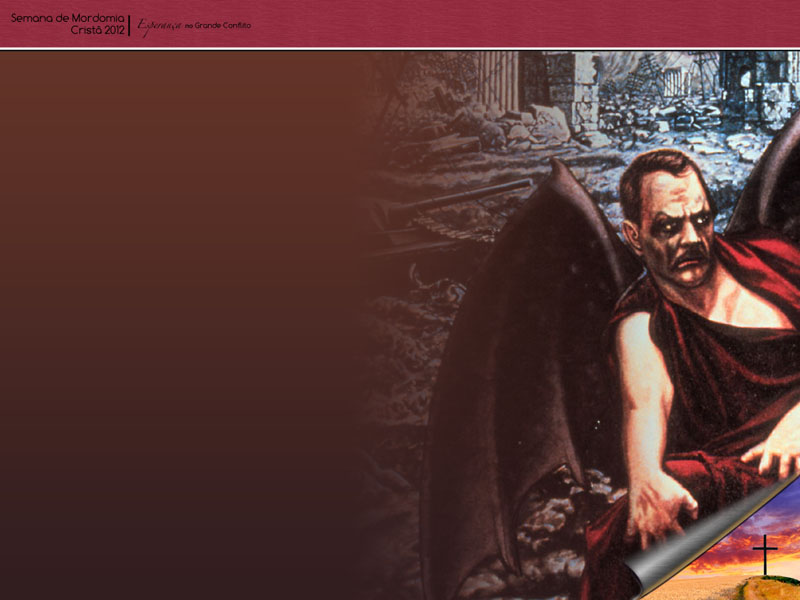 Semana de Mordomia
Cristã 2012
Esperança no Grande Conflito